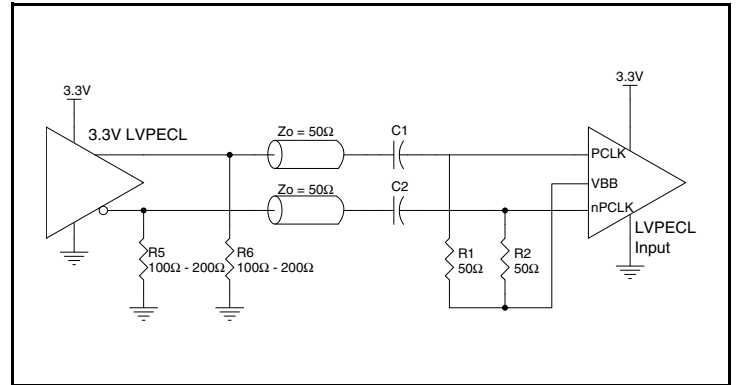 3.3V
3.3V
3.3V LVPECL
Zo = 50Ω
C1
PCLK
Zo = 50Ω
C2
VBB
nPCLK
LVPECL
Input
R5
100Ω - 200Ω
R6
100Ω - 200Ω
R1
50Ω
R2
50Ω